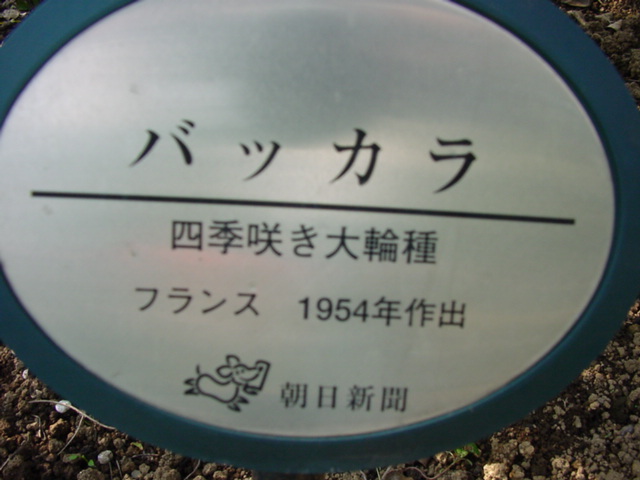 バッカラ
四季咲き大輪種
フランス 1954年作出
朝日新聞